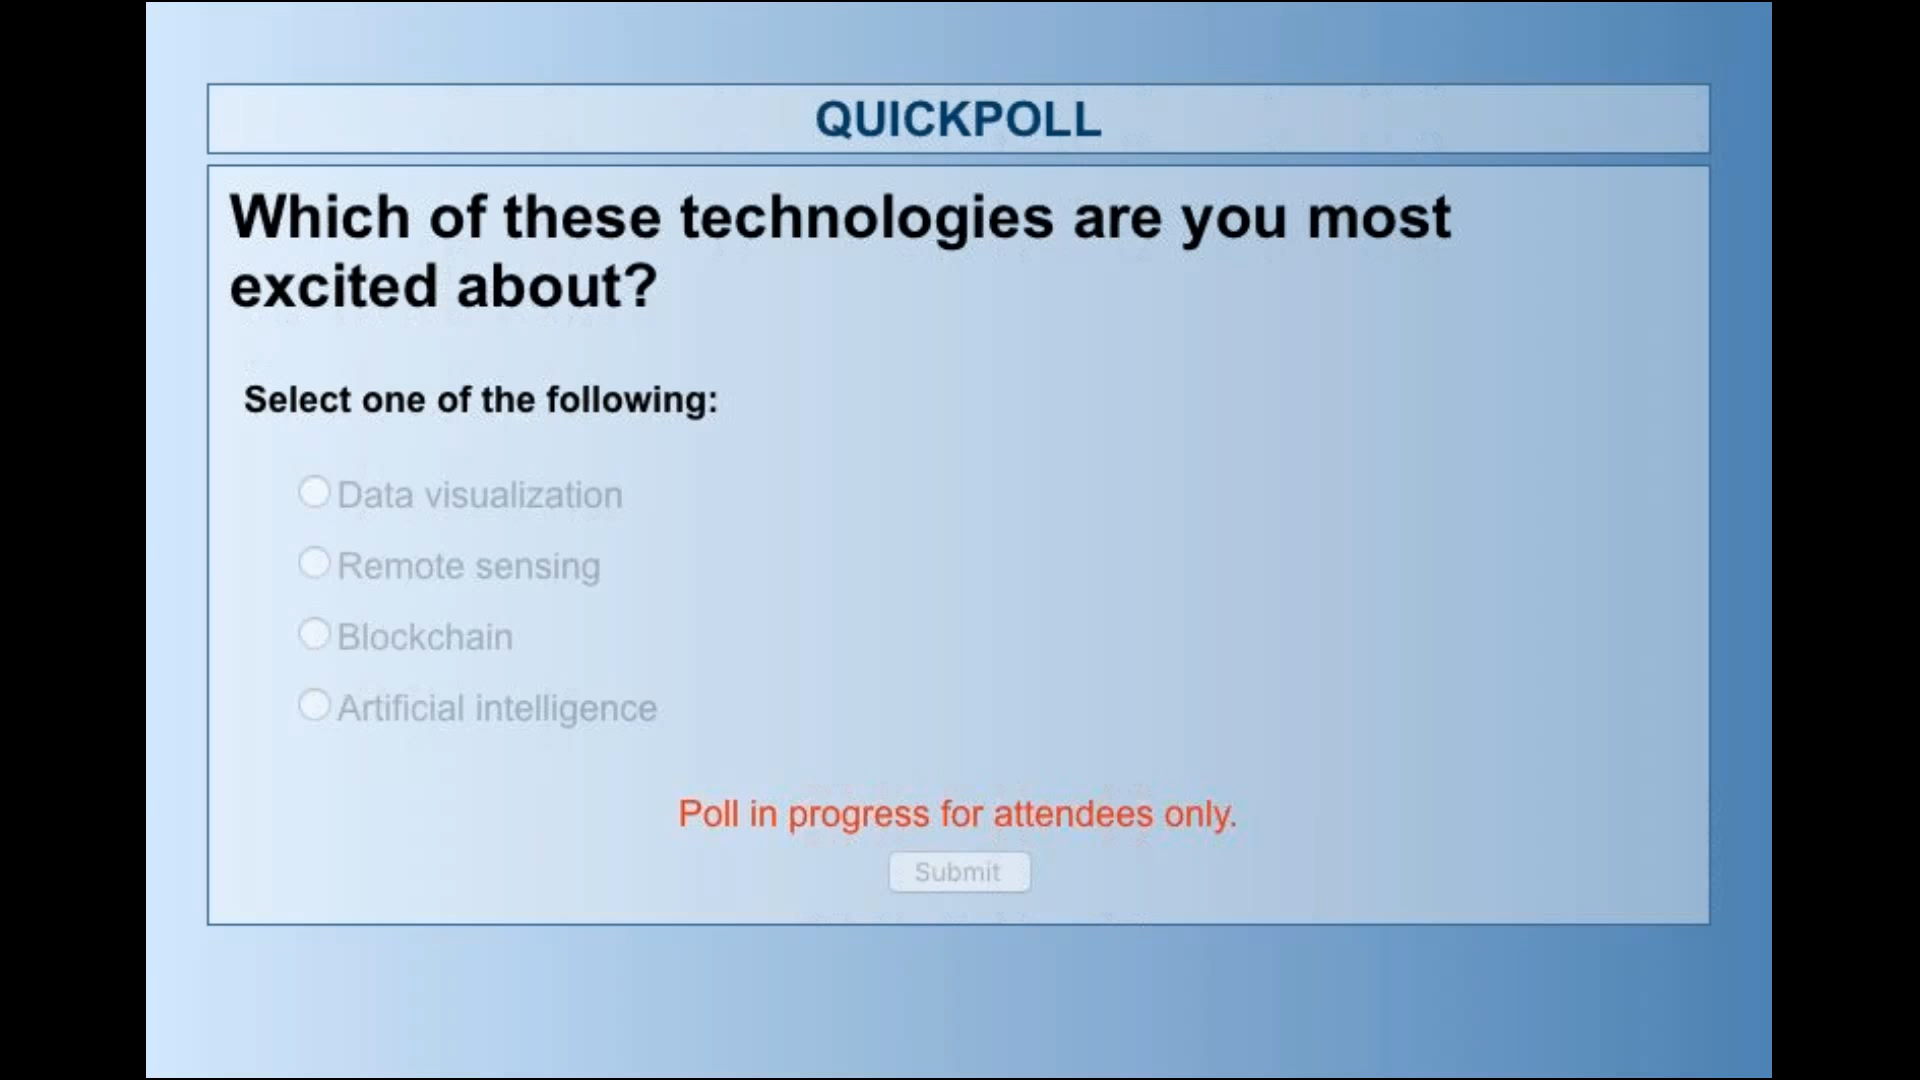 QUICKPOLL
Which of these technologies are you most
excited about?
Select one of the following:
Data visualization
Remote sensing
Blockchain
Artificial intelligence
Poll in progress for attendees only.
Submit